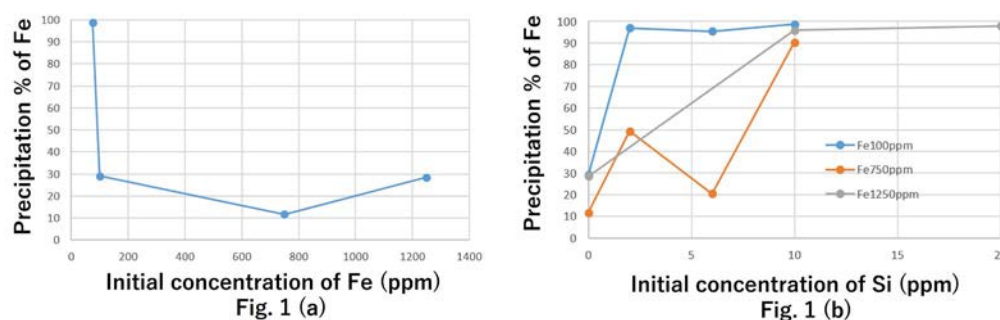 Precipitation % of Fe
100
90
80
70
60
50
40
30
20
10
0
0 200 400 600 800 1000 1200 1400
Initial concentration of Fe (ppm)
Fig. 1 (a)
Precipitation % of Fe
100
90
80
70
60
50
40
30
20
10
0
Fe100ppm
Fe750ppm
Fe1250ppm
0 5 10 15
Initial concentration of Si (ppm)
Fig. 1 (b)